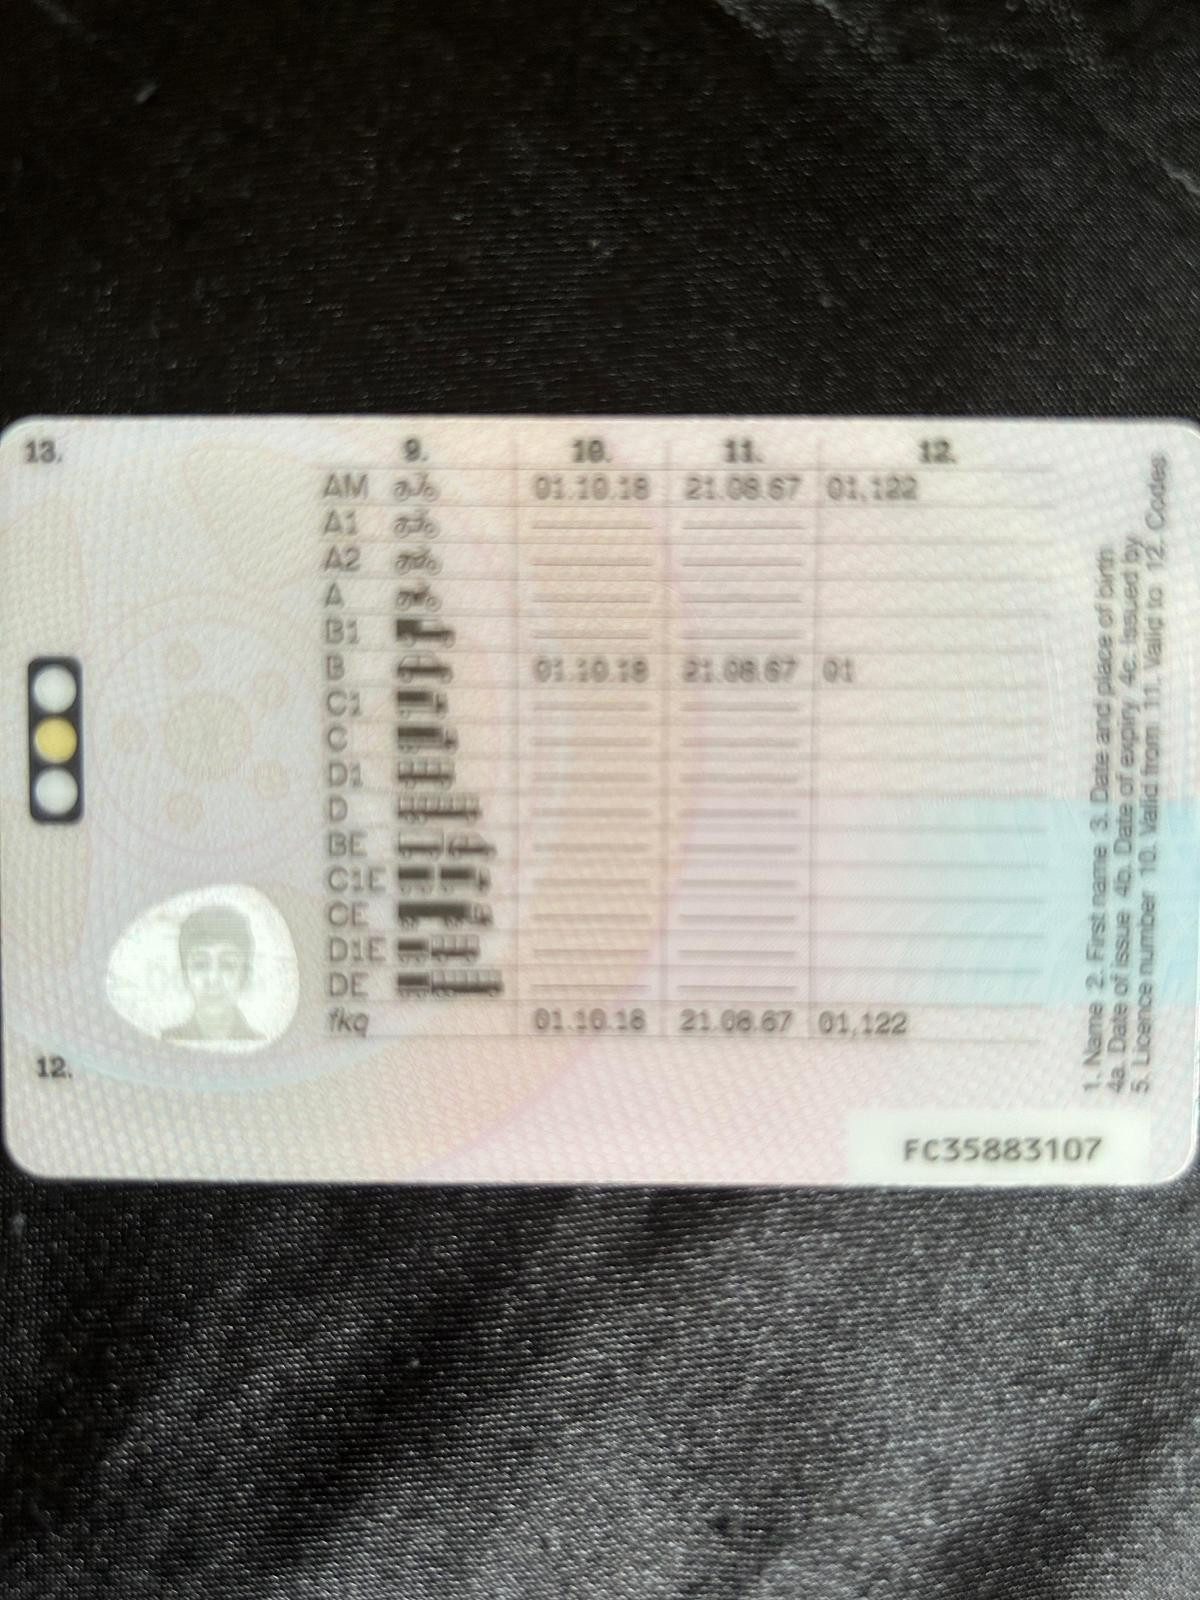 13.
9. 10. 11. 12.
AM 01.10.18 21.08.67 01,122
A1
A2
A
B1
B 01.10.18 21.08.67 01
C1
C
D1
D
BE
C1E
CE
D1E
DE
fkq 01.10.18 21.08.67 01,122
12.
1. Name 2. First name 3. Date and place of birth
4a. Date of issue 4b. Date of expiry 4c. Issued by
5. Licence number 10. Valid from 11. Valid to 12. Codes
FC35883107